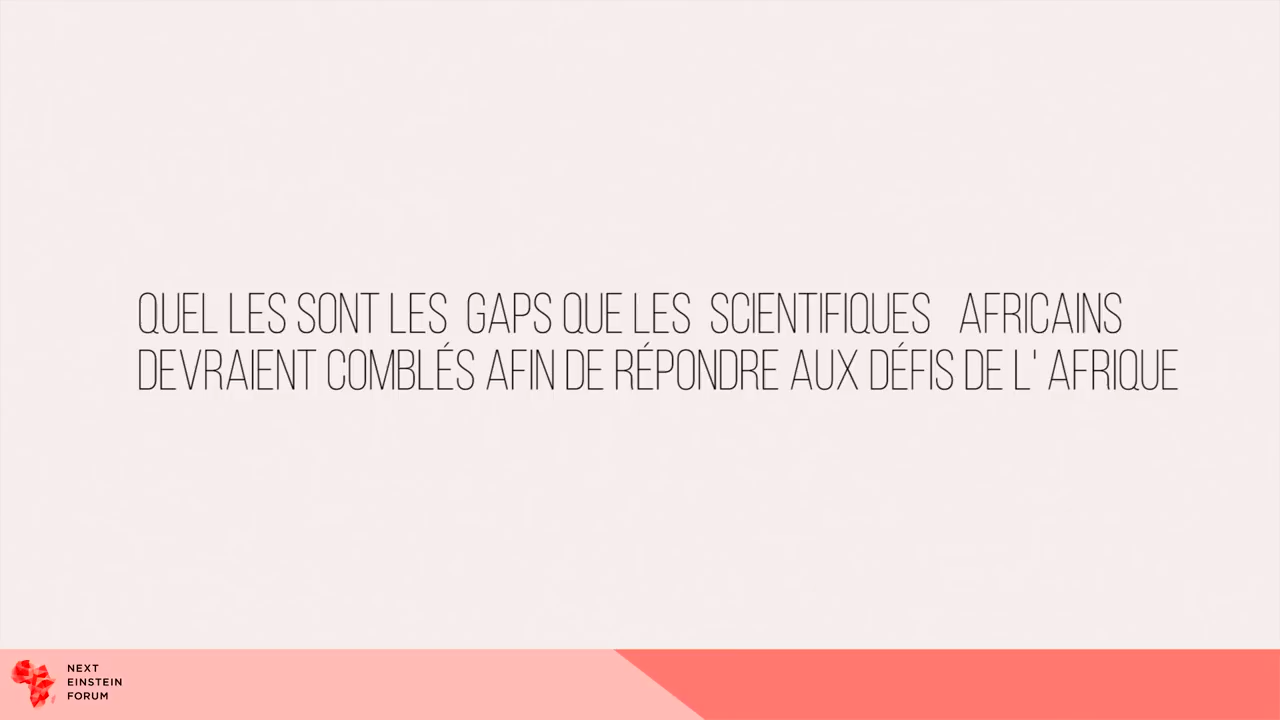 QUEL LES SONT LES GAPS QUE LES SCIENTIFIQUES AFRICAINS
DEVRAIENT COMBLÉS AFIN DE RÉPONDRE AUX DÉFIS DE L' AFRIQUE
NEXT
EINSTEIN
FORUM